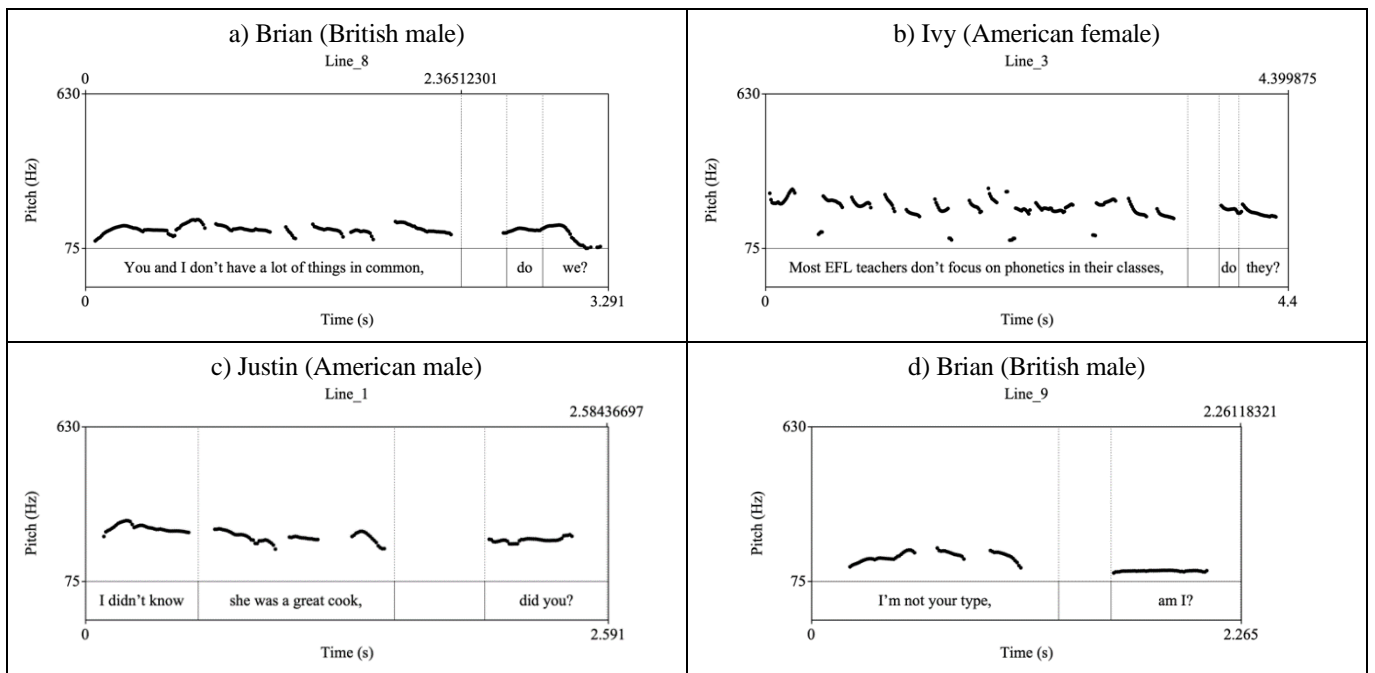 a) Brian (British male)
Line_8
0 2.36512301
630
Pitch (Hz)
75
You and I don't have a lot of things in common, do we?
0 3.291
Time (s)
b) Ivy (American female)
Line_3
4.399875
630
Pitch (Hz)
75
Most EFL teachers don't focus on phonetics in their classes, do they?
0 4.4
Time (s)
c) Justin (American male)
Line_1
2.58436697
630
Pitch (Hz)
75
I didn't know she was a great cook, did you?
0 2.591
Time (s)
d) Brian (British male)
Line_9
2.26118321
630
Pitch (Hz)
75
I'm not your type, am I?
0 2.265
Time (s)